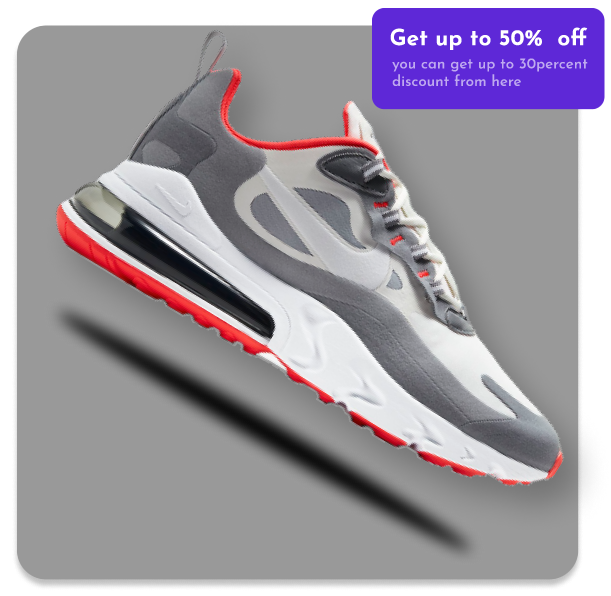 Get up to 50% off
you can get up to 30percent
discount from here